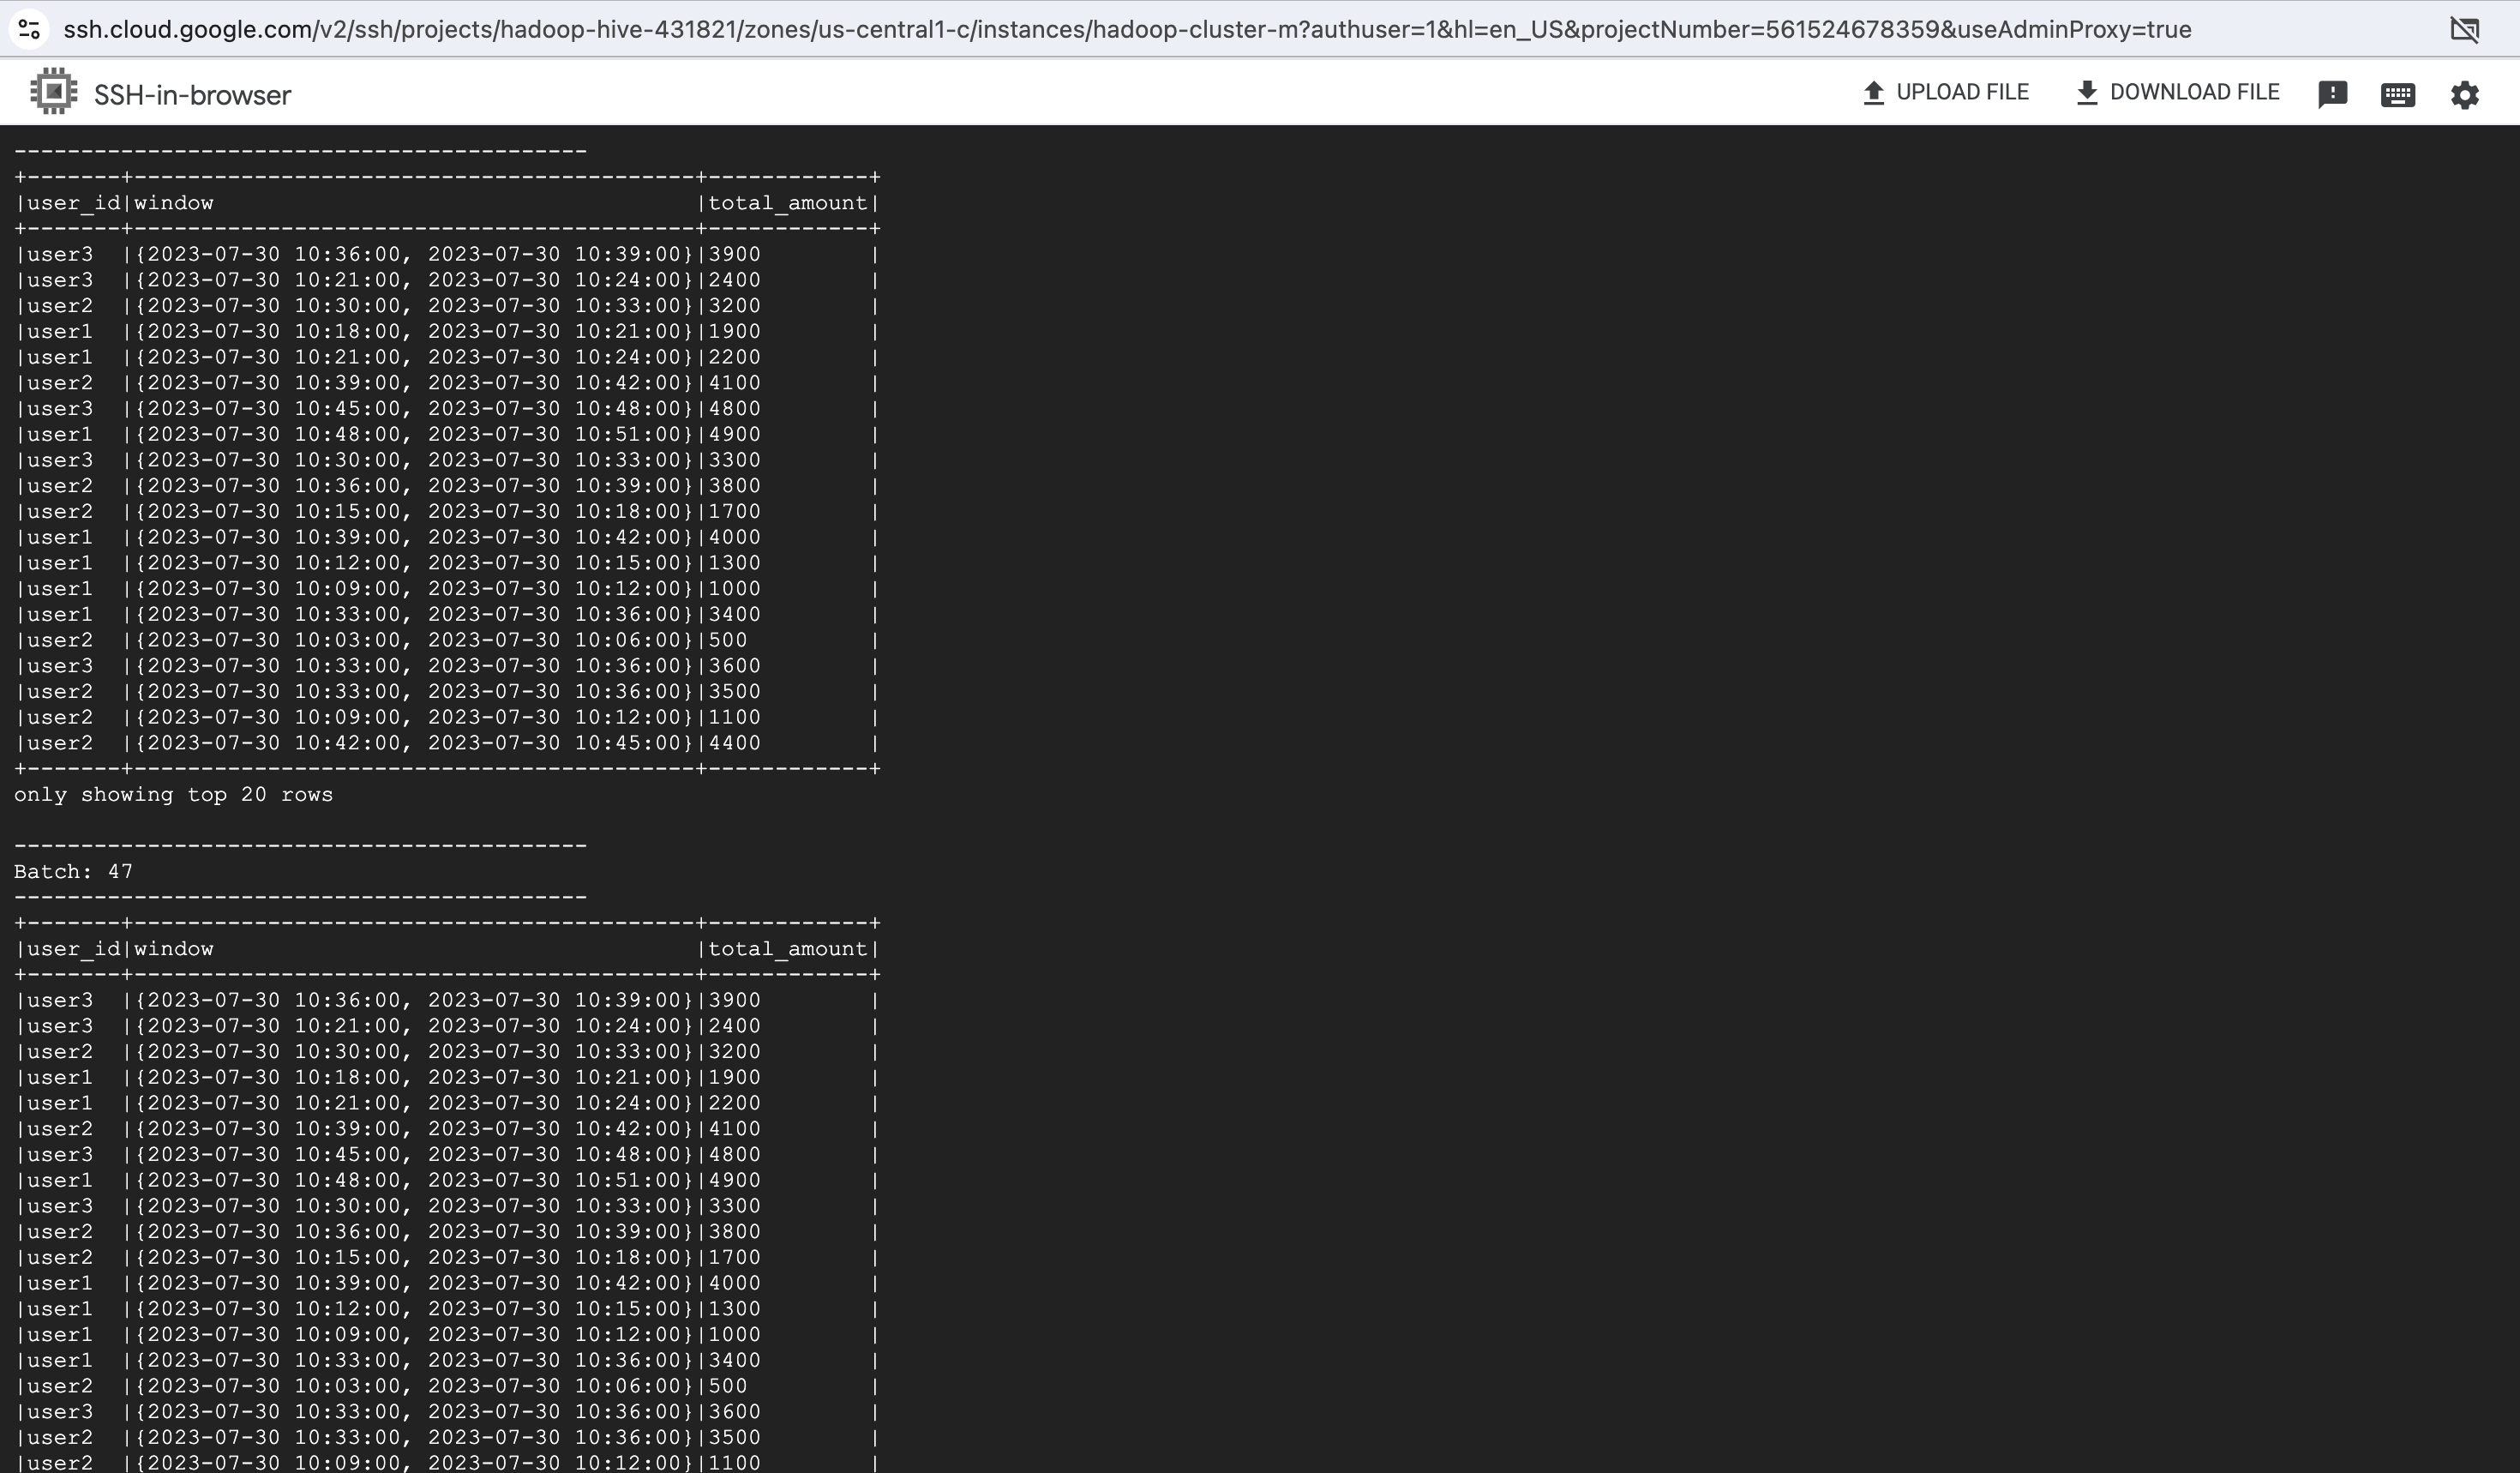 ssh.cloud.google.com/v2/ssh/projects/hadoop-hive-431821/zones/us-central1-c/instances/hadoop-cluster-m?authuser=1&hl=en_US&projectNumber=561524678359&useAdminProxy=true
SSH-in-browser UPLOAD FILE DOWNLOAD FILE
-------------------------------------------
+-------+--------------------------------------------+------------+
|user_id|window                                      |total_amount|
+-------+--------------------------------------------+------------+
|user3  |{2023-07-30 10:36:00, 2023-07-30 10:39:00}|3900        |
|user3  |{2023-07-30 10:21:00, 2023-07-30 10:24:00}|2400        |
|user2  |{2023-07-30 10:30:00, 2023-07-30 10:33:00}|3200        |
|user1  |{2023-07-30 10:18:00, 2023-07-30 10:21:00}|1900        |
|user1  |{2023-07-30 10:21:00, 2023-07-30 10:24:00}|2200        |
|user2  |{2023-07-30 10:39:00, 2023-07-30 10:42:00}|4100        |
|user3  |{2023-07-30 10:45:00, 2023-07-30 10:48:00}|4800        |
|user1  |{2023-07-30 10:48:00, 2023-07-30 10:51:00}|4900        |
|user3  |{2023-07-30 10:30:00, 2023-07-30 10:33:00}|3300        |
|user2  |{2023-07-30 10:36:00, 2023-07-30 10:39:00}|3800        |
|user2  |{2023-07-30 10:15:00, 2023-07-30 10:18:00}|1700        |
|user1  |{2023-07-30 10:39:00, 2023-07-30 10:42:00}|4000        |
|user1  |{2023-07-30 10:12:00, 2023-07-30 10:15:00}|1300        |
|user1  |{2023-07-30 10:09:00, 2023-07-30 10:12:00}|1000        |
|user1  |{2023-07-30 10:33:00, 2023-07-30 10:36:00}|3400        |
|user2  |{2023-07-30 10:03:00, 2023-07-30 10:06:00}|500         |
|user3  |{2023-07-30 10:33:00, 2023-07-30 10:36:00}|3600        |
|user2  |{2023-07-30 10:33:00, 2023-07-30 10:36:00}|3500        |
|user2  |{2023-07-30 10:09:00, 2023-07-30 10:12:00}|1100        |
|user2  |{2023-07-30 10:42:00, 2023-07-30 10:45:00}|4400        |
+-------+--------------------------------------------+------------+
only showing top 20 rows
-------------------------------------------
Batch: 47
-------------------------------------------
+-------+--------------------------------------------+------------+
|user_id|window                                      |total_amount|
+-------+--------------------------------------------+------------+
|user3  |{2023-07-30 10:36:00, 2023-07-30 10:39:00}|3900        |
|user3  |{2023-07-30 10:21:00, 2023-07-30 10:24:00}|2400        |
|user2  |{2023-07-30 10:30:00, 2023-07-30 10:33:00}|3200        |
|user1  |{2023-07-30 10:18:00, 2023-07-30 10:21:00}|1900        |
|user1  |{2023-07-30 10:21:00, 2023-07-30 10:24:00}|2200        |
|user2  |{2023-07-30 10:39:00, 2023-07-30 10:42:00}|4100        |
|user3  |{2023-07-30 10:45:00, 2023-07-30 10:48:00}|4800        |
|user1  |{2023-07-30 10:48:00, 2023-07-30 10:51:00}|4900        |
|user3  |{2023-07-30 10:30:00, 2023-07-30 10:33:00}|3300        |
|user2  |{2023-07-30 10:36:00, 2023-07-30 10:39:00}|3800        |
|user2  |{2023-07-30 10:15:00, 2023-07-30 10:18:00}|1700        |
|user1  |{2023-07-30 10:39:00, 2023-07-30 10:42:00}|4000        |
|user1  |{2023-07-30 10:12:00, 2023-07-30 10:15:00}|1300        |
|user1  |{2023-07-30 10:09:00, 2023-07-30 10:12:00}|1000        |
|user1  |{2023-07-30 10:33:00, 2023-07-30 10:36:00}|3400        |
|user2  |{2023-07-30 10:03:00, 2023-07-30 10:06:00}|500         |
|user3  |{2023-07-30 10:33:00, 2023-07-30 10:36:00}|3600        |
|user2  |{2023-07-30 10:33:00, 2023-07-30 10:36:00}|3500        |
|user2  |{2023-07-30 10:09:00, 2023-07-30 10:12:00}|1100        |